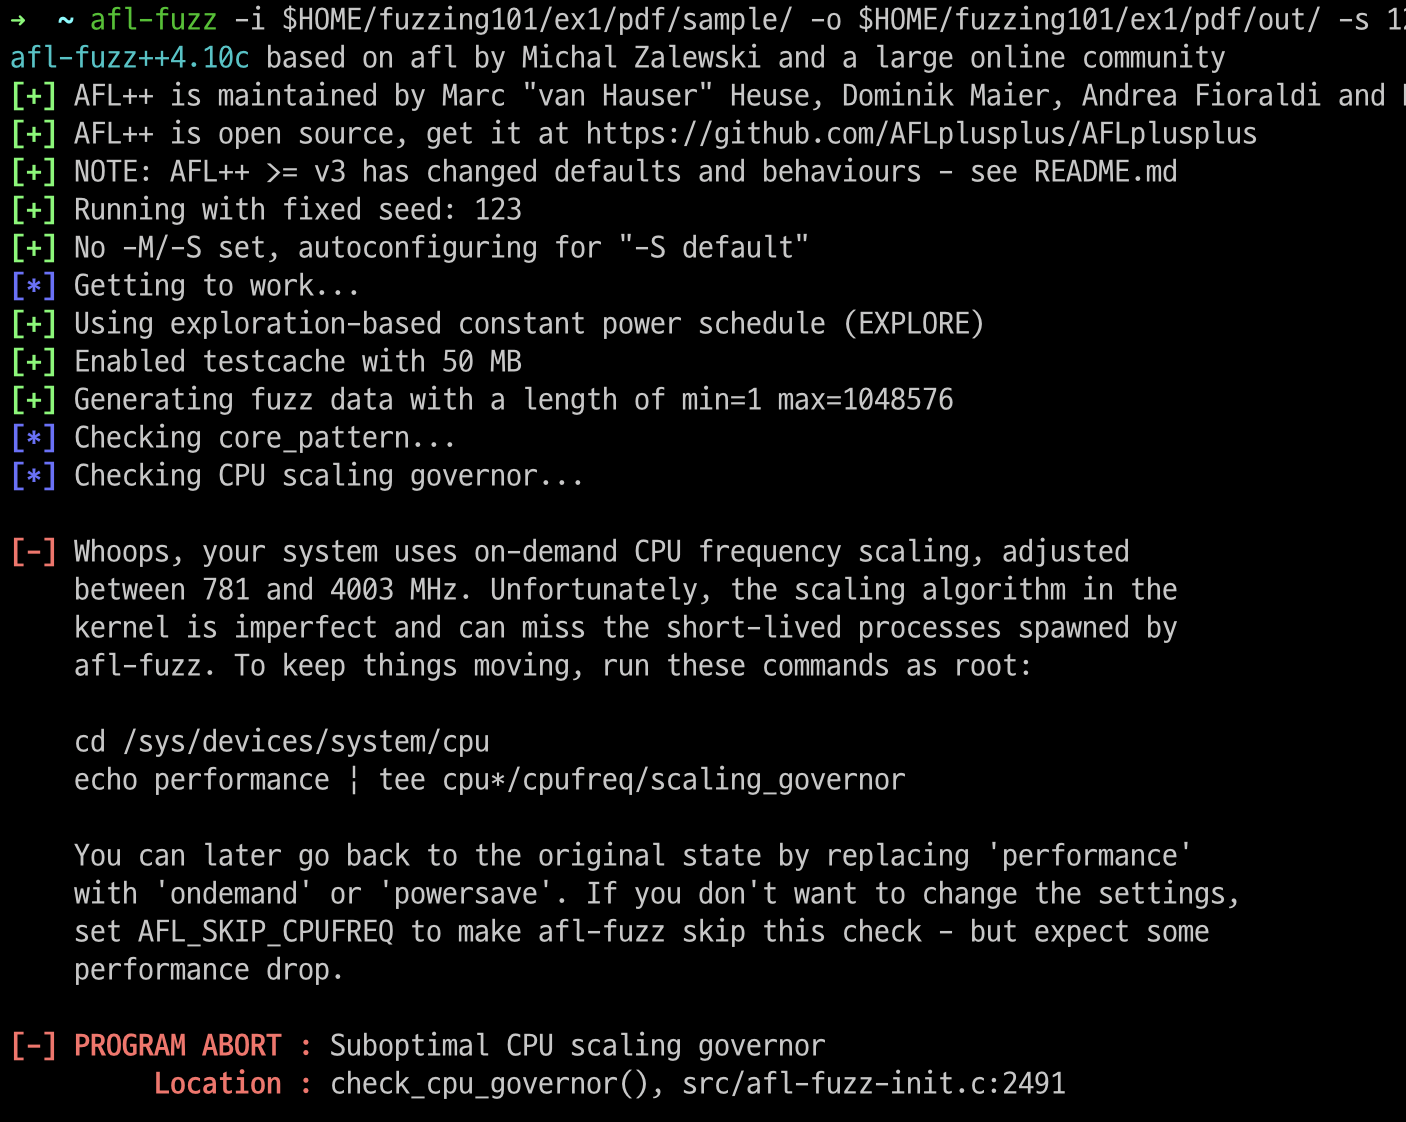 → ~ afl-fuzz -i $HOME/fuzzing101/ex1/pdf/sample/ -o $HOME/fuzzing101/ex1/pdf/out/ -s
afl-fuzz++4.10c based on afl by Michal Zalewski and a large online community
[+] AFL++ is maintained by Marc "van Hauser" Heuse, Dominik Maier, Andrea Fioraldi and
[+] AFL++ is open source, get it at https://github.com/AFLplusplus/AFLplusplus
[+] NOTE: AFL++ >= v3 has changed defaults and behaviours - see README.md
[+] Running with fixed seed: 123
[+] No -M/-S set, autoconfiguring for "-S default"
[*] Getting to work...
[+] Using exploration-based constant power schedule (EXPLORE)
[+] Enabled testcache with 50 MB
[+] Generating fuzz data with a length of min=1 max=1048576
[*] Checking core_pattern...
[*] Checking CPU scaling governor...
[-] Whoops, your system uses on-demand CPU frequency scaling, adjusted
between 781 and 4003 MHz. Unfortunately, the scaling algorithm in the
kernel is imperfect and can miss the short-lived processes spawned by
afl-fuzz. To keep things moving, run these commands as root:
cd /sys/devices/system/cpu
echo performance | tee cpu*/cpufreq/scaling_governor
You can later go back to the original state by replacing 'performance'
with 'ondemand' or 'powersave'. If you don't want to change the settings,
set AFL_SKIP_CPUFREQ to make afl-fuzz skip this check - but expect some
performance drop.
[-] PROGRAM ABORT : Suboptimal CPU scaling governor
Location : check_cpu_governor(), src/afl-fuzz-init.c:2491